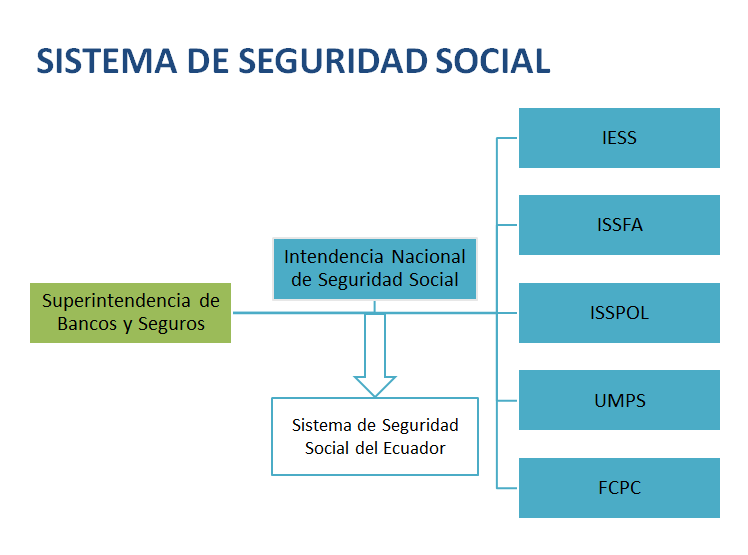 SISTEMA DE SEGURIDAD SOCIAL
Superintendencia de
Bancos y Seguros
Intendencia Nacional
de Seguridad Social
Sistema de Seguridad
Social del Ecuador
IESS
ISSFA
ISSPOL
UMPS
FCPC